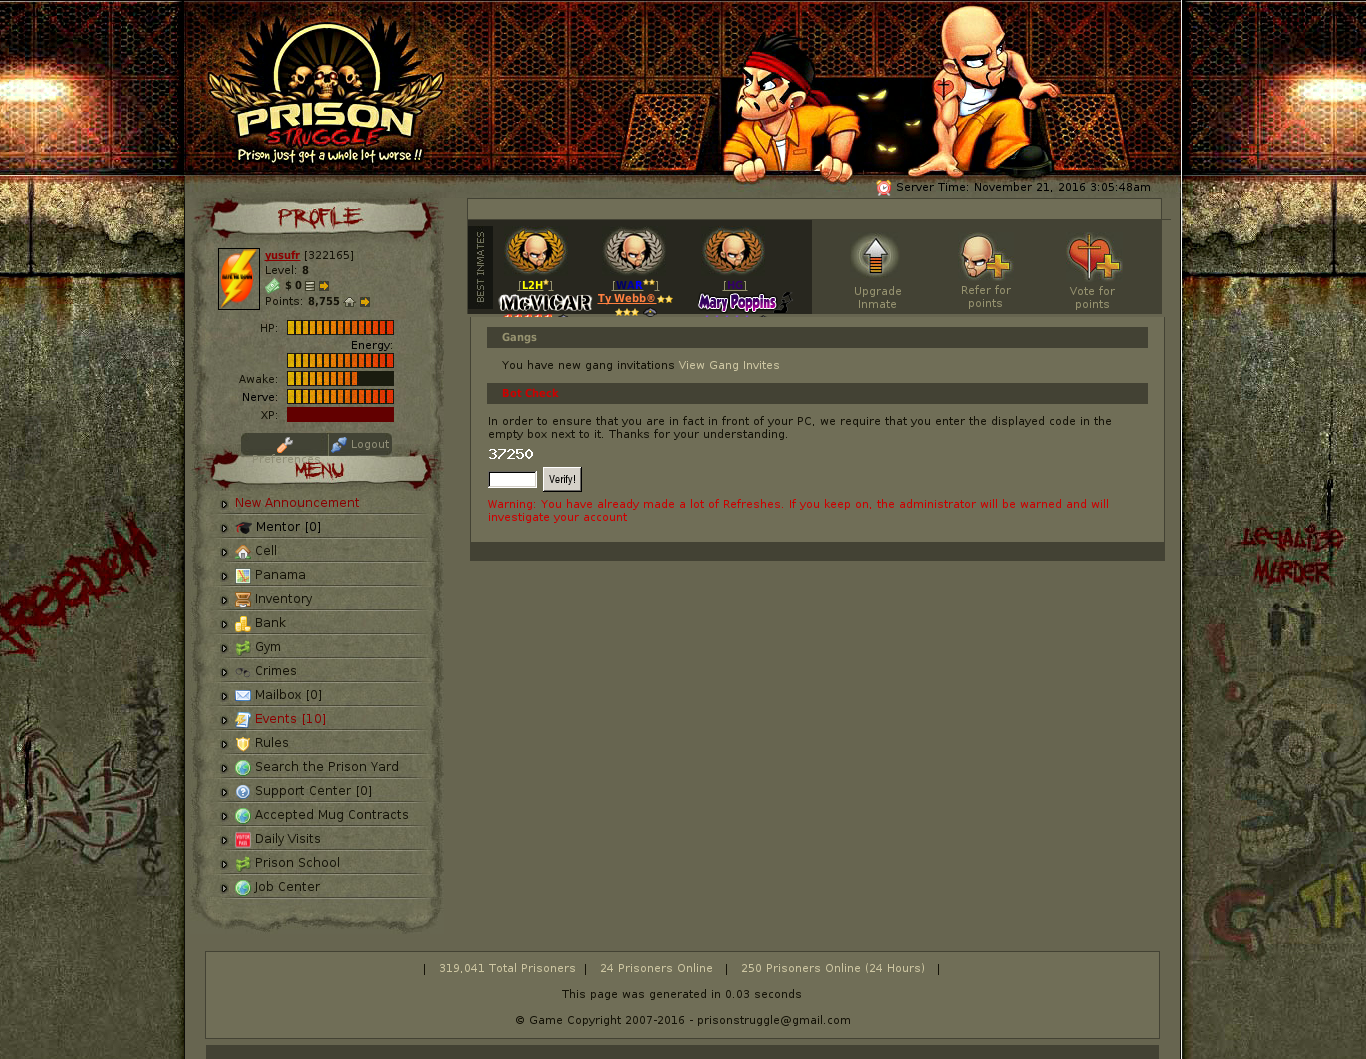 PRISON
STRUGGLE
Prison just got a whole lot worse !!
Server Time: November 21, 2016 3:05:48am
PROFILE
yusufr [322165]
Level: 8
$ 0
Points: 8,755
HP:
Energy:
Awake:
Nerve:
XP:
Preferences
Logout
BEST INMATES
[L2H*]
McVICAR
[WAR**]
Ty Webb®
[HG]
Mary Poppins
Upgrade
Inmate
Refer for
points
Vote for
points
Gangs
You have new gang invitations View Gang Invites
Bot Check
In order to ensure that you are in fact in front of your PC, we require that you enter the displayed code in the
empty box next to it. Thanks for your understanding.
37250
Verify!
Warning: You have already made a lot of Refreshes. If you keep on, the administrator will be warned and will
investigate your account
MENU
New Announcement
Mentor [0]
Cell
Panama
Inventory
Bank
Gym
Crimes
Mailbox [0]
Events [10]
Rules
Search the Prison Yard
Support Center [0]
Accepted Mug Contracts
Daily Visits
Prison School
Job Center
FREEDOM
LEGALIZE
MURDER
| 319,041 Total Prisoners | 24 Prisoners Online | 250 Prisoners Online (24 Hours) |
This page was generated in 0.03 seconds
© Game Copyright 2007-2016 - prisonstruggle@gmail.com